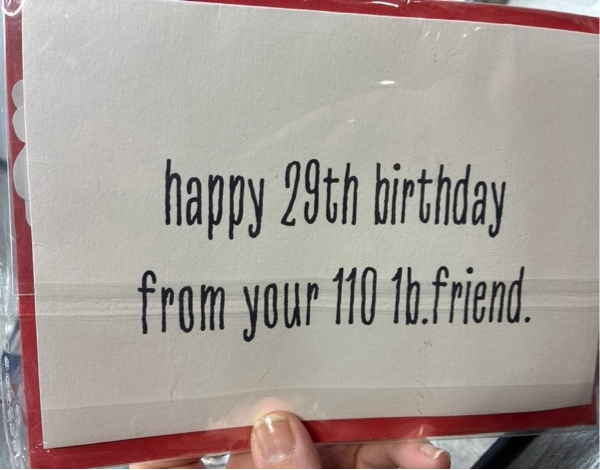 happy 29th birthday
from your 110 lb.friend.